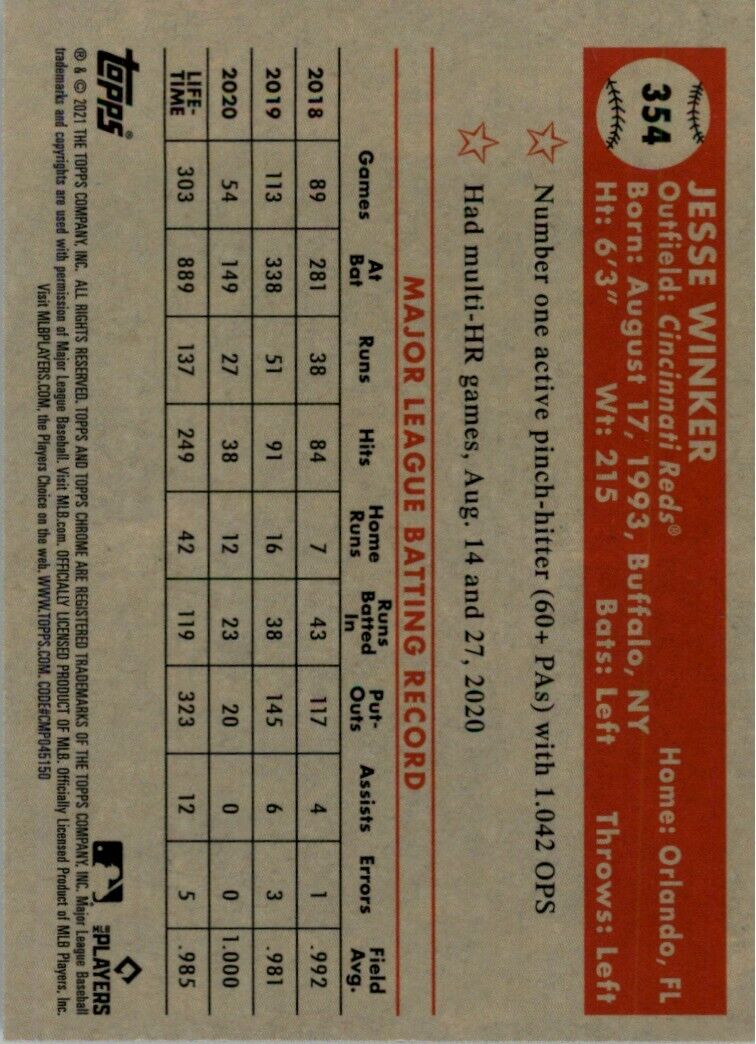 354
JESSE WINKER
Outfield: Cincinnati Reds® Home: Orlando, FL
Born: August 17, 1993, Buffalo, NY
Ht: 6'3" Wt: 215 Bats: Left Throws: Left
Number one active pinch-hitter (60+ PAs) with 1.042 OPS
Had multi-HR games, Aug. 14 and 27, 2020
MAJOR LEAGUE BATTING RECORD
Games At Bat Runs Hits Home Runs Runs Batted In Put-Outs Assists Errors Field Avg.
2018 89 281 38 84 7 43 117 4 1 .992
2019 113 338 51 91 16 38 145 6 3 .981
2020 54 149 27 38 12 23 20 0 0 1.000
LIFE-TIME 303 889 137 249 42 119 323 12 5 .985
topps®
MLB PLAYERS
® & © 2021 THE TOPPS COMPANY, INC. ALL RIGHTS RESERVED. TOPPS AND TOPPS CHROME ARE REGISTERED TRADEMARKS OF THE TOPPS COMPANY, INC. Major League Baseball
trademarks and copyrights are used with permission of Major League Baseball. Visit MLB.com. OFFICIALLY LICENSED PRODUCT OF MLB. Officially Licensed Product of MLB Players, Inc.
Visit MLBPLAYERS.COM, the Players Choice on the web. WWW.TOPPS.COM. CODE#CMP045150